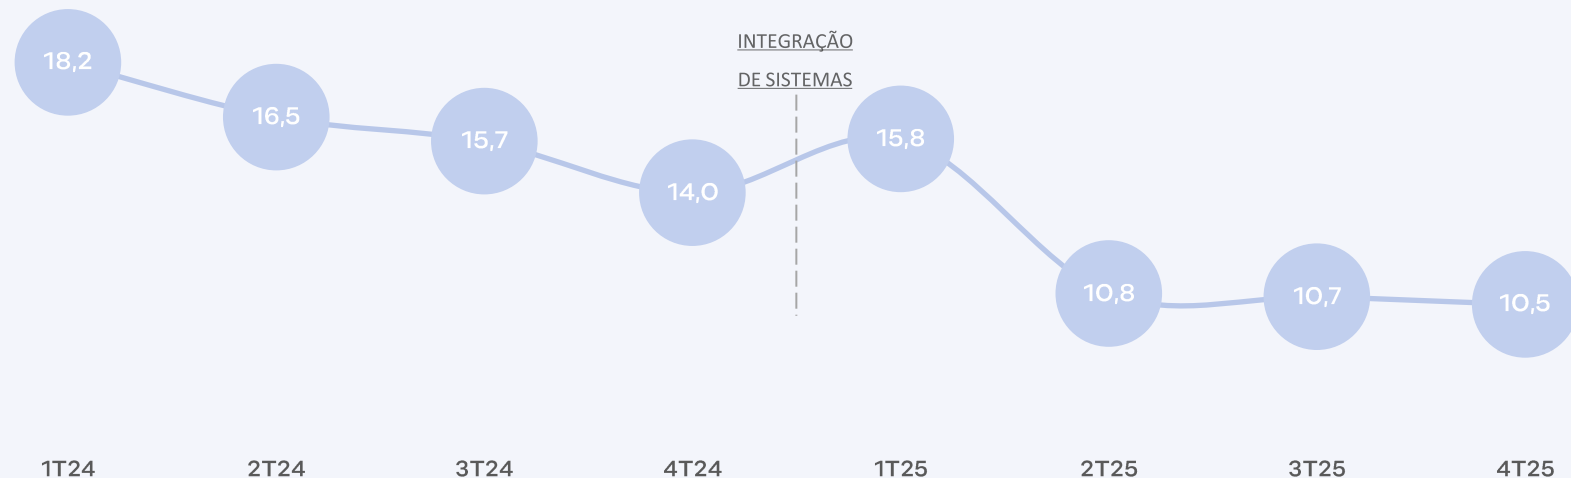 INTEGRAÇÃO
DE SISTEMAS
18,2
16,5
15,7
14,0
15,8
10,8
10,7
10,5
1T24
2T24
3T24
4T24
1T25
2T25
3T25
4T25